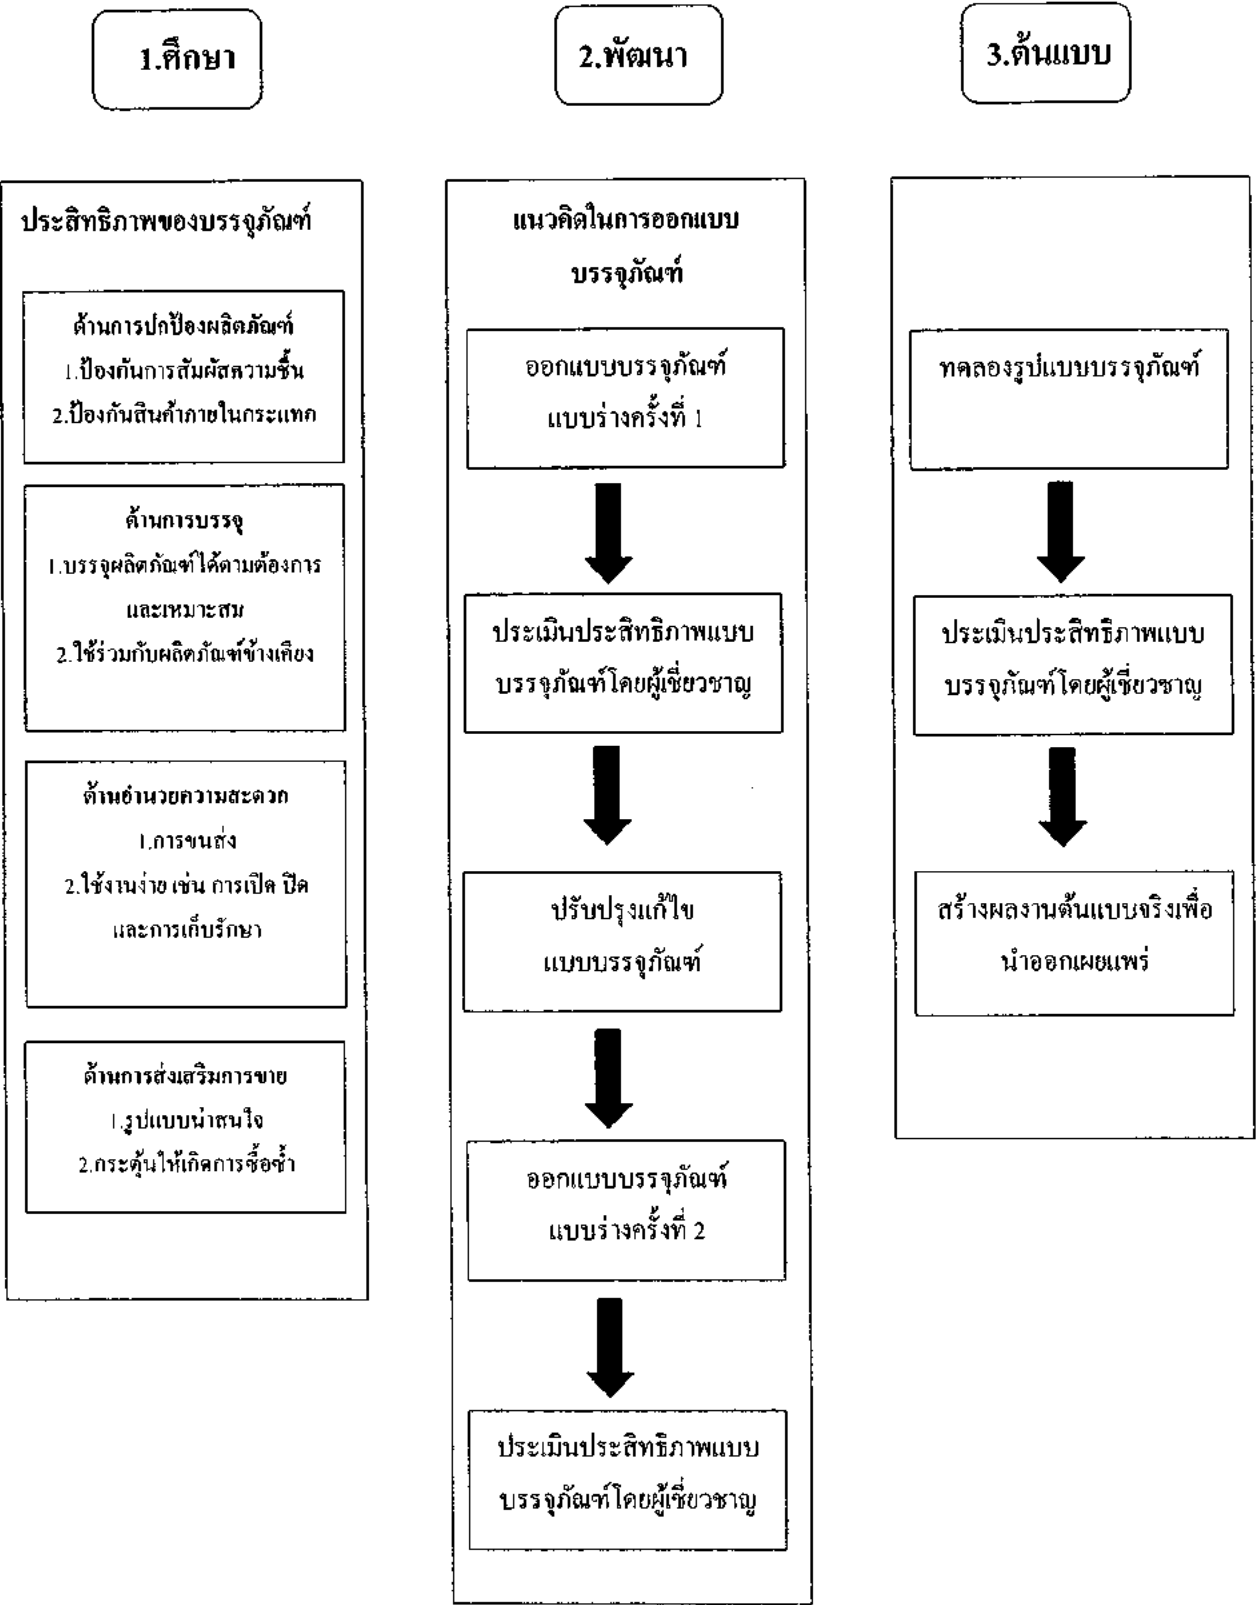 1.ศึกษา
ประสิทธิภาพของบรรจุภัณฑ์
ด้านการปกป้องผลิตภัณฑ์
1.ป้องกันการสัมผัสความชื้น
2.ป้องกันสินค้าภายในกระแทก
ด้านการบรรจุ
1.บรรจุผลิตภัณฑ์ได้ตามต้องการ
และเหมาะสม
2.ใช้ร่วมกับผลิตภัณฑ์ข้างเคียง
ด้านอำนวยความสะดวก
1.การขนส่ง
2.ใช้งานง่าย เช่น การเปิด ปิด
และการเก็บรักษา
ด้านการส่งเสริมการขาย
1.รูปแบบน่าสนใจ
2.กระตุ้นให้เกิดการซื้อซ้ำ
2.พัฒนา
แนวคิดในการออกแบบ
บรรจุภัณฑ์
ออกแบบบรรจุภัณฑ์
แบบร่างครั้งที่ 1
ประเมินประสิทธิภาพแบบ
บรรจุภัณฑ์โดยผู้เชี่ยวชาญ
ปรับปรุงแก้ไข
แบบบรรจุภัณฑ์
ออกแบบบรรจุภัณฑ์
แบบร่างครั้งที่ 2
ประเมินประสิทธิภาพแบบ
บรรจุภัณฑ์โดยผู้เชี่ยวชาญ
3.ต้นแบบ
ทดลองรูปแบบบรรจุภัณฑ์
ประเมินประสิทธิภาพแบบ
บรรจุภัณฑ์โดยผู้เชี่ยวชาญ
สร้างผลงานต้นแบบจริงเพื่อ
นำออกเผยแพร่